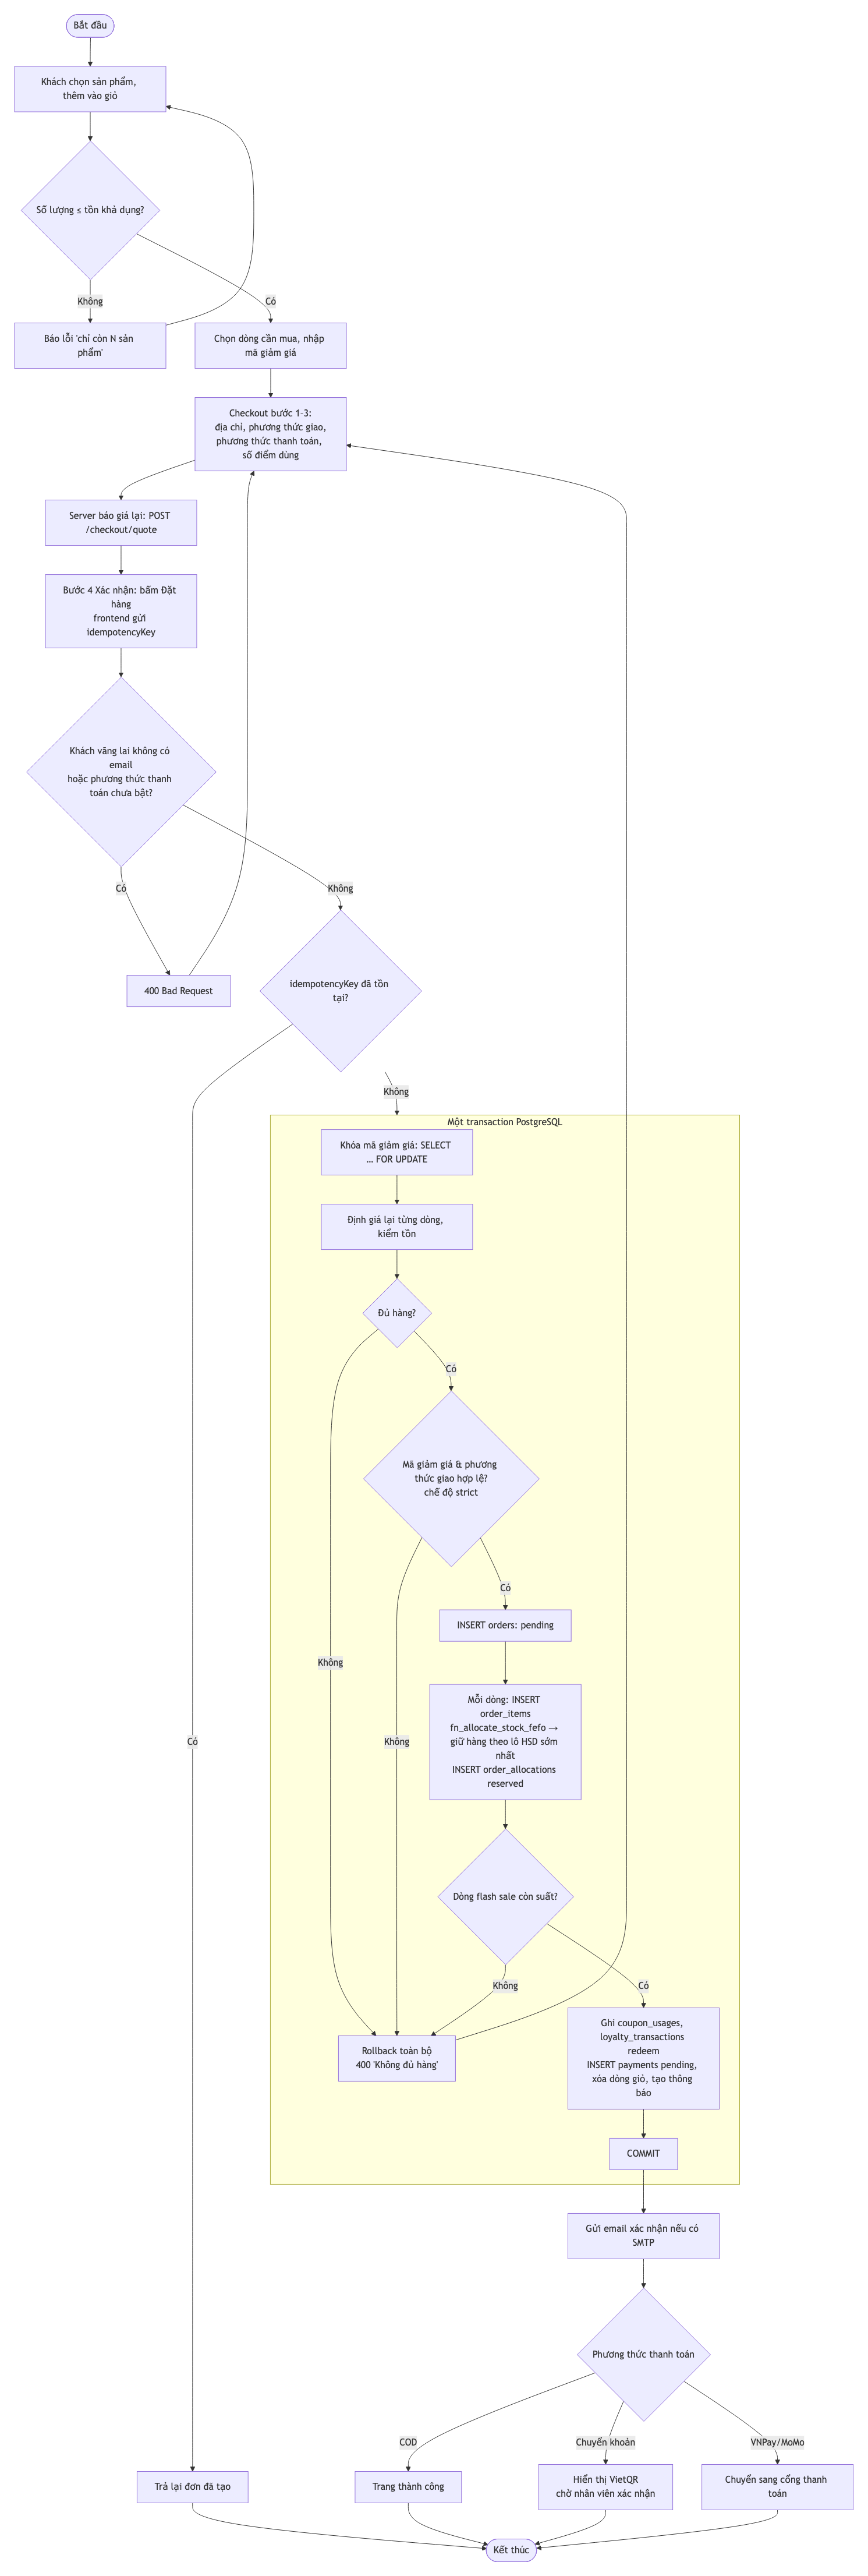 Bắt đầu
Khách chọn sản phẩm,
thêm vào giỏ
Số lượng ≤ tồn khả dụng?
Không
Có
Báo lỗi 'chỉ còn N sản
phẩm'
Chọn dòng cần mua, nhập
mã giảm giá
Checkout bước 1-3:
địa chỉ, phương thức giao,
phương thức thanh toán,
số điểm dùng
Server báo giá lại: POST
/checkout/quote
Bước 4 Xác nhận: bấm Đặt
hàng
frontend gửi
idempotencyKey
Khách vãng lai không có
email
hoặc phương thức thanh
toán chưa bật?
Có
Không
400 Bad Request
idempotencyKey đã tồn
tại?
Không
Một transaction PostgreSQL
Khóa mã giảm giá: SELECT
... FOR UPDATE
Định giá lại từng dòng,
kiểm tồn
Đủ hàng?
Có
Mã giảm giá & phương
thức giao hợp lệ?
chế độ strict
Có
INSERT orders: pending
Không
Mỗi dòng: INSERT
order_items
fn_allocate_stock_fefo →
giữ hàng theo lô HSD sớm
nhất
INSERT order_allocations
reserved
Có
Không
Dòng flash sale còn suất?
Không
Có
Rollback toàn bộ
400 'Không đủ hàng'
Ghi coupon_usages,
loyalty_transactions
redeem
INSERT payments pending,
xóa dòng giỏ, tạo thông
báo
COMMIT
Gửi email xác nhận nếu có
SMTP
Phương thức thanh toán
COD
Chuyển khoản
VNPay/MoMo
Trả lại đơn đã tạo
Trang thành công
Hiển thị VietQR
chờ nhân viên xác nhận
Chuyển sang cổng thanh
toán
Kết thúc